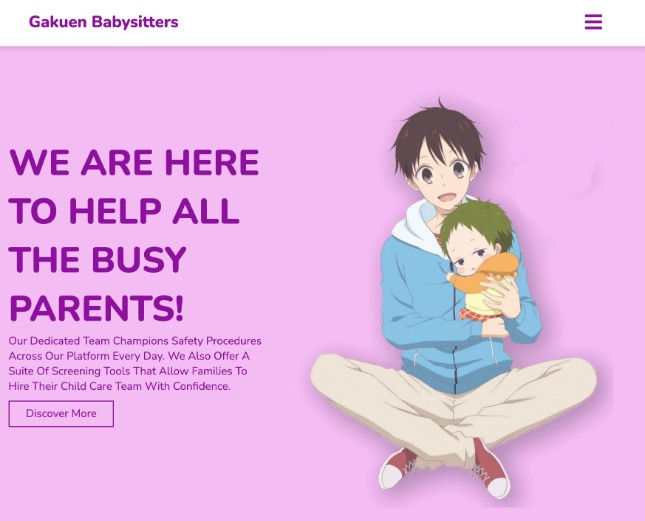 Gakuen Babysitters
WE ARE HERE
TO HELP ALL
THE BUSY
PARENTS!
Our Dedicated Team Champions Safety Procedures
Across Our Platform Every Day. We Also Offer A
Suite Of Screening Tools That Allow Families To
Hire Their Child Care Team With Confidence.
Discover More